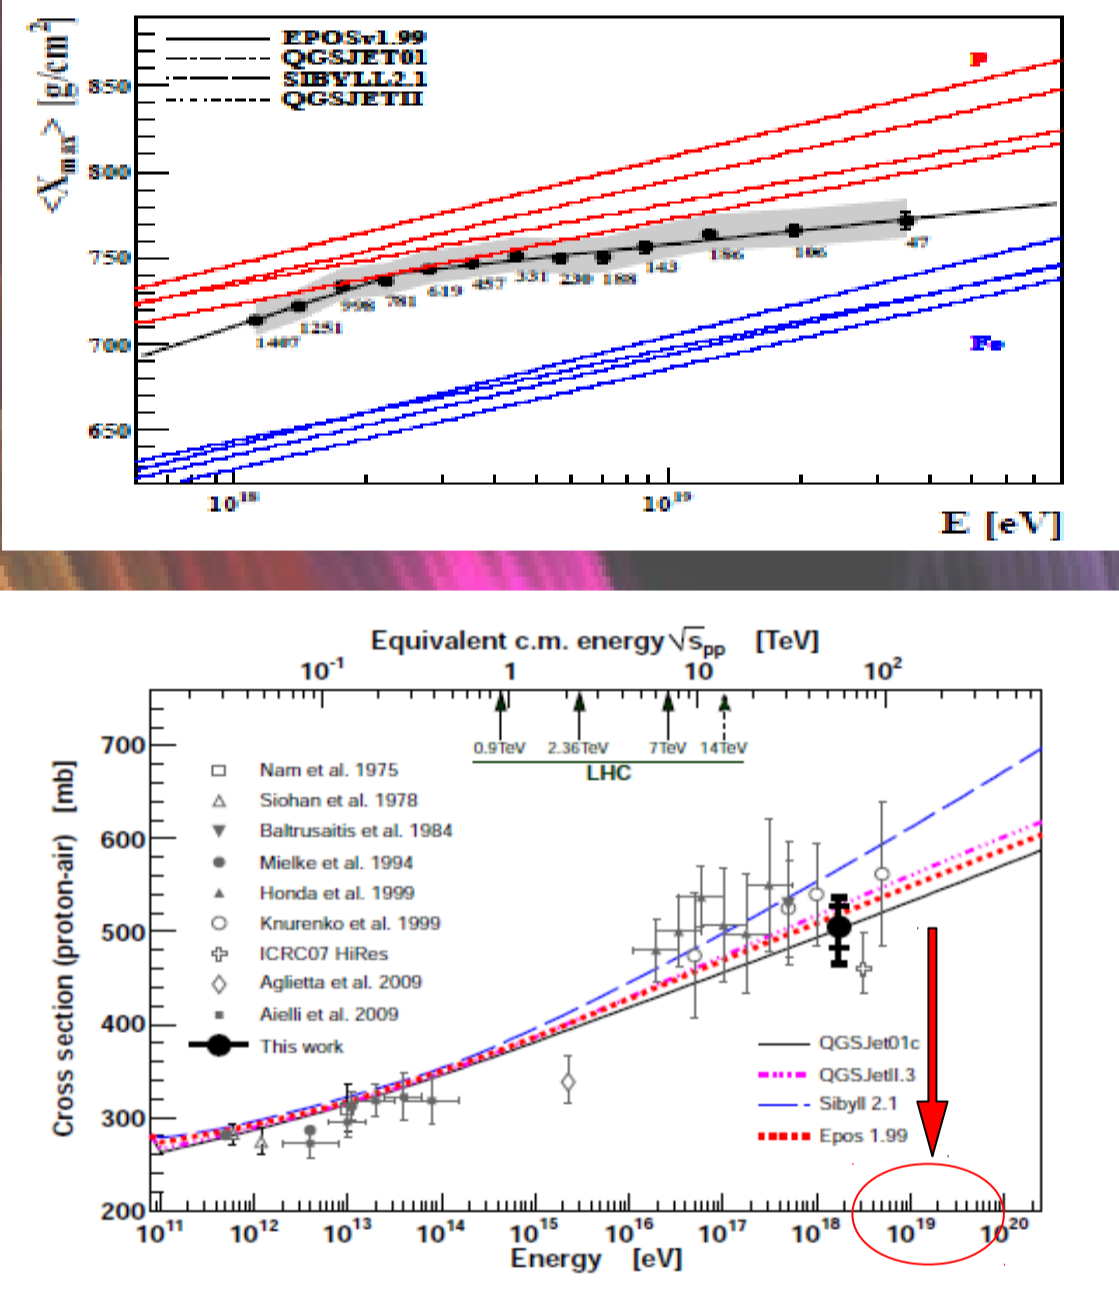 <X_max> [g/cm²]
EPOSv1.99
QGSJET01
SIBYLL2.1
QGSJETII
P
850
800
750
700
650
1407
1251
998
781
619
457
331
230
188
143
186
106
47
Fe
10¹⁸
10¹⁹
E [eV]
Equivalent c.m. energy √s_pp [TeV]
10⁻¹
1
10
10²
0.9TeV
2.36TeV
7TeV
14TeV
LHC
Cross section (proton-air) [mb]
700
600
500
400
300
200
Nam et al. 1975
Siohan et al. 1978
Baltrusaitis et al. 1984
Mielke et al. 1994
Honda et al. 1999
Knurenko et al. 1999
ICRC07 HiRes
Aglietta et al. 2009
Aielli et al. 2009
This work
QGSJet01c
QGSJetII.3
Sibyll 2.1
Epos 1.99
10¹¹
10¹²
10¹³
10¹⁴
10¹⁵
10¹⁶
10¹⁷
10¹⁸
10¹⁹
10²⁰
Energy [eV]